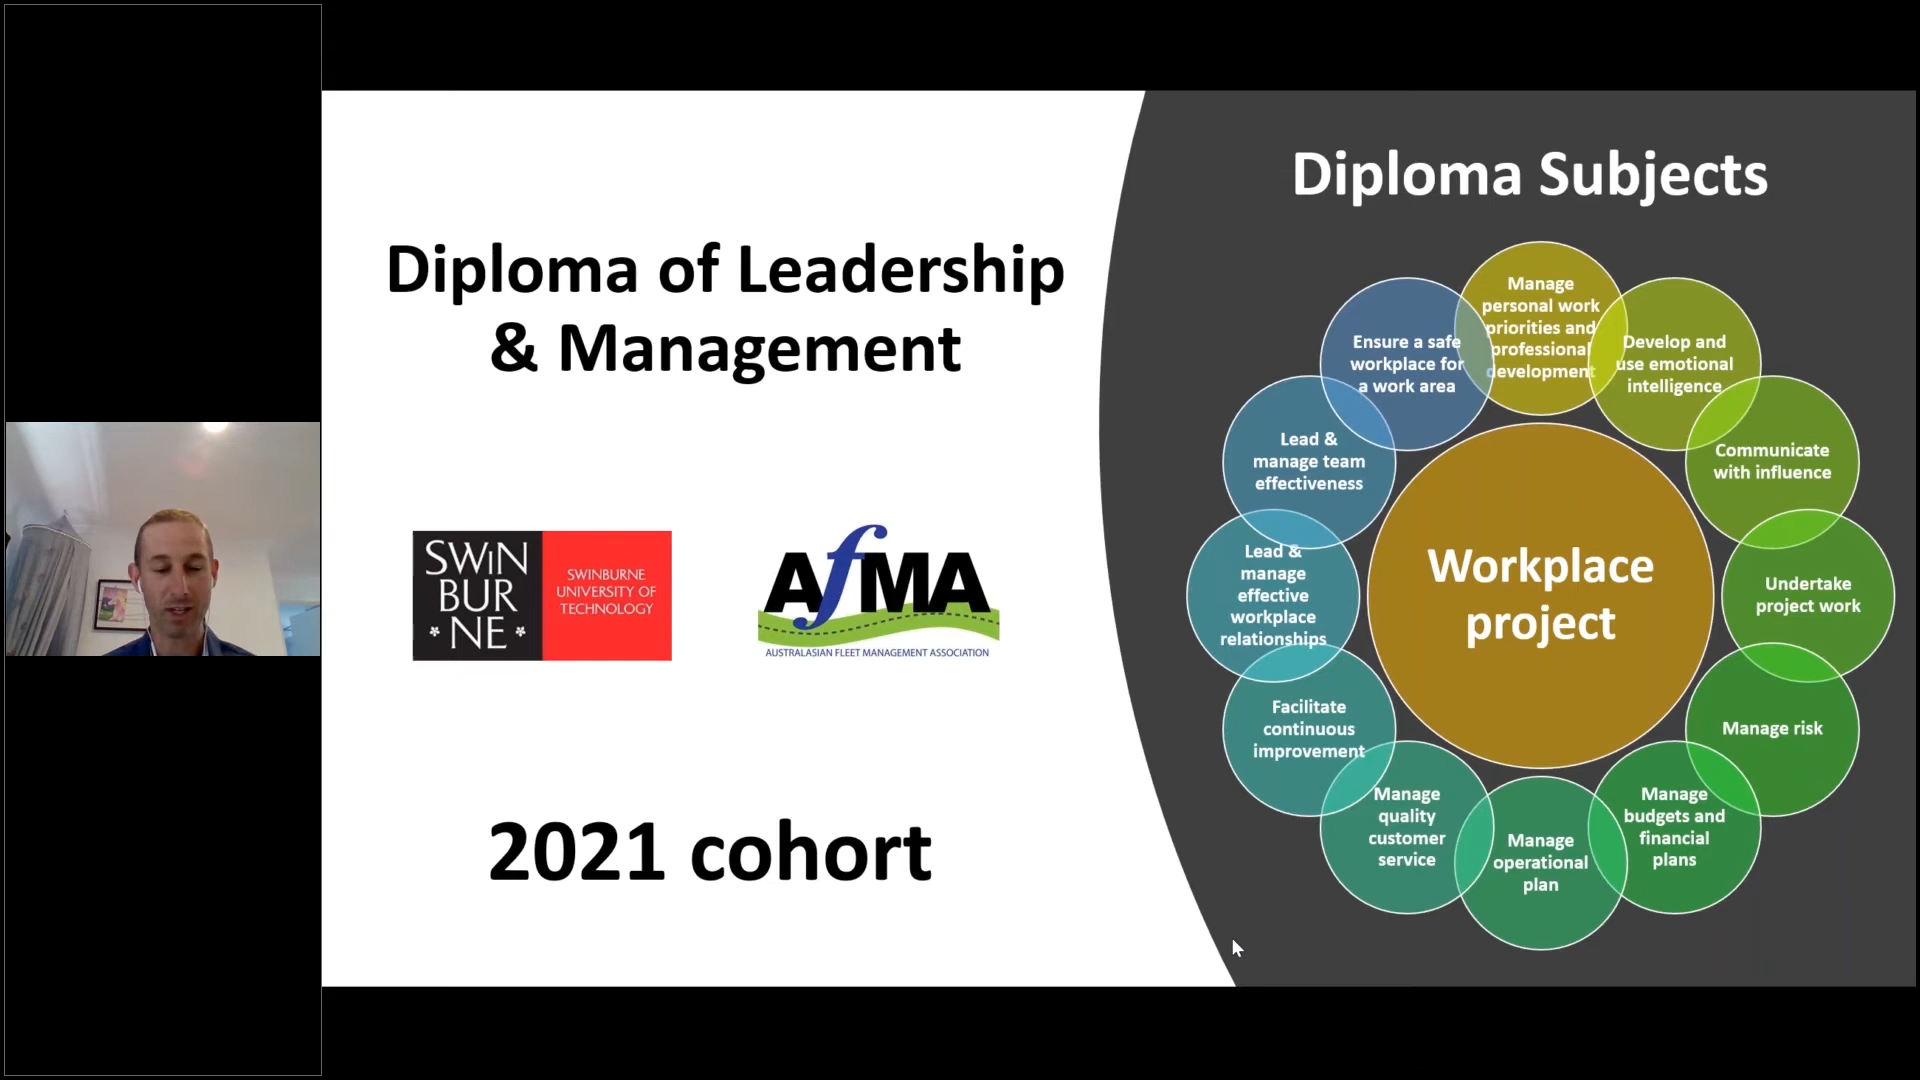 Diploma of Leadership
& Management
SWiN
BUR
NE
SWINBURNE
UNIVERSITY OF
TECHNOLOGY
AfMA
AUSTRALASIAN FLEET MANAGEMENT ASSOCIATION
2021 cohort
Diploma Subjects
Manage
personal work
priorities and
professional
development
Develop and
use emotional
intelligence
Communicate
with influence
Undertake
project work
Manage risk
Manage
budgets and
financial
plans
Manage
operational
plan
Manage
quality
customer
service
Facilitate
continuous
improvement
Lead &
manage
effective
workplace
relationships
Lead &
manage team
effectiveness
Ensure a safe
workplace for
a work area
Workplace
project